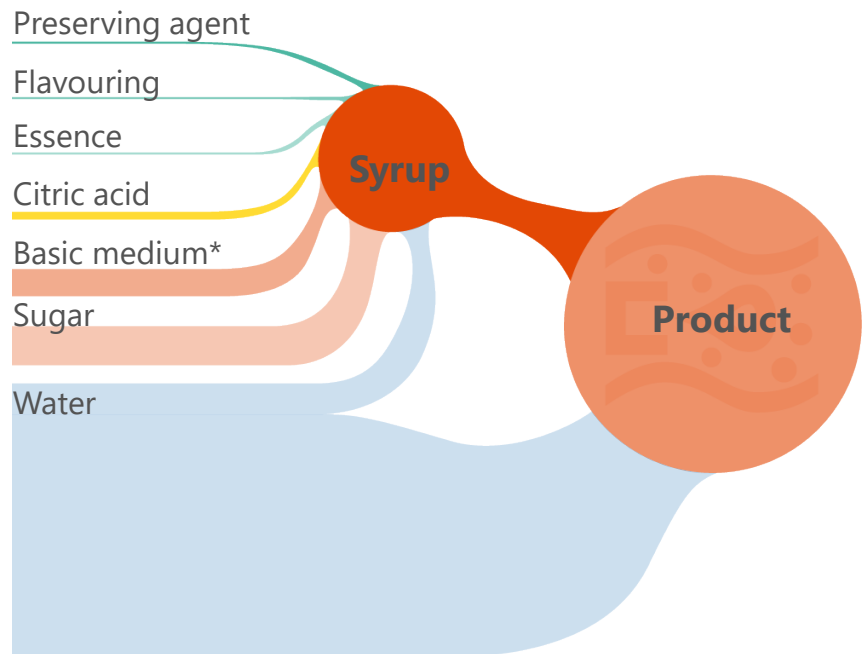 Preserving agent
Flavouring
Essence
Citric acid
Basic medium*
Sugar
Water
Syrup
Product